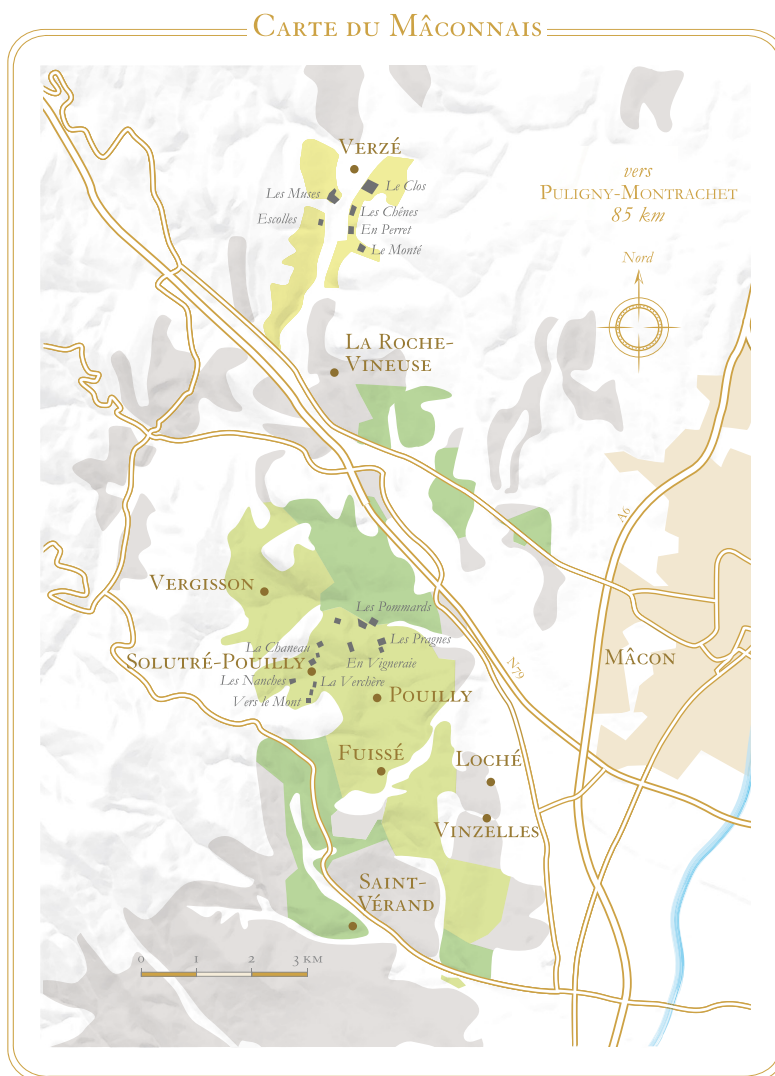 Carte du Mâconnais
Verzé
Les Muses
Le Clos
Escolles
Les Chênes
En Perret
Le Monté
vers
Puligny-Montrachet
85 km
Nord
La Roche-
Vineuse
A6
Vergisson
Les Pommards
Les Pragnes
La Chaneau
En Vigneraie
Solutré-Pouilly
Les Nanches
La Verchère
Vers le Mont
Pouilly
N79
Mâcon
Fuissé
Loché
Vinzelles
Saint-
Vérand
0 1 2 3 km